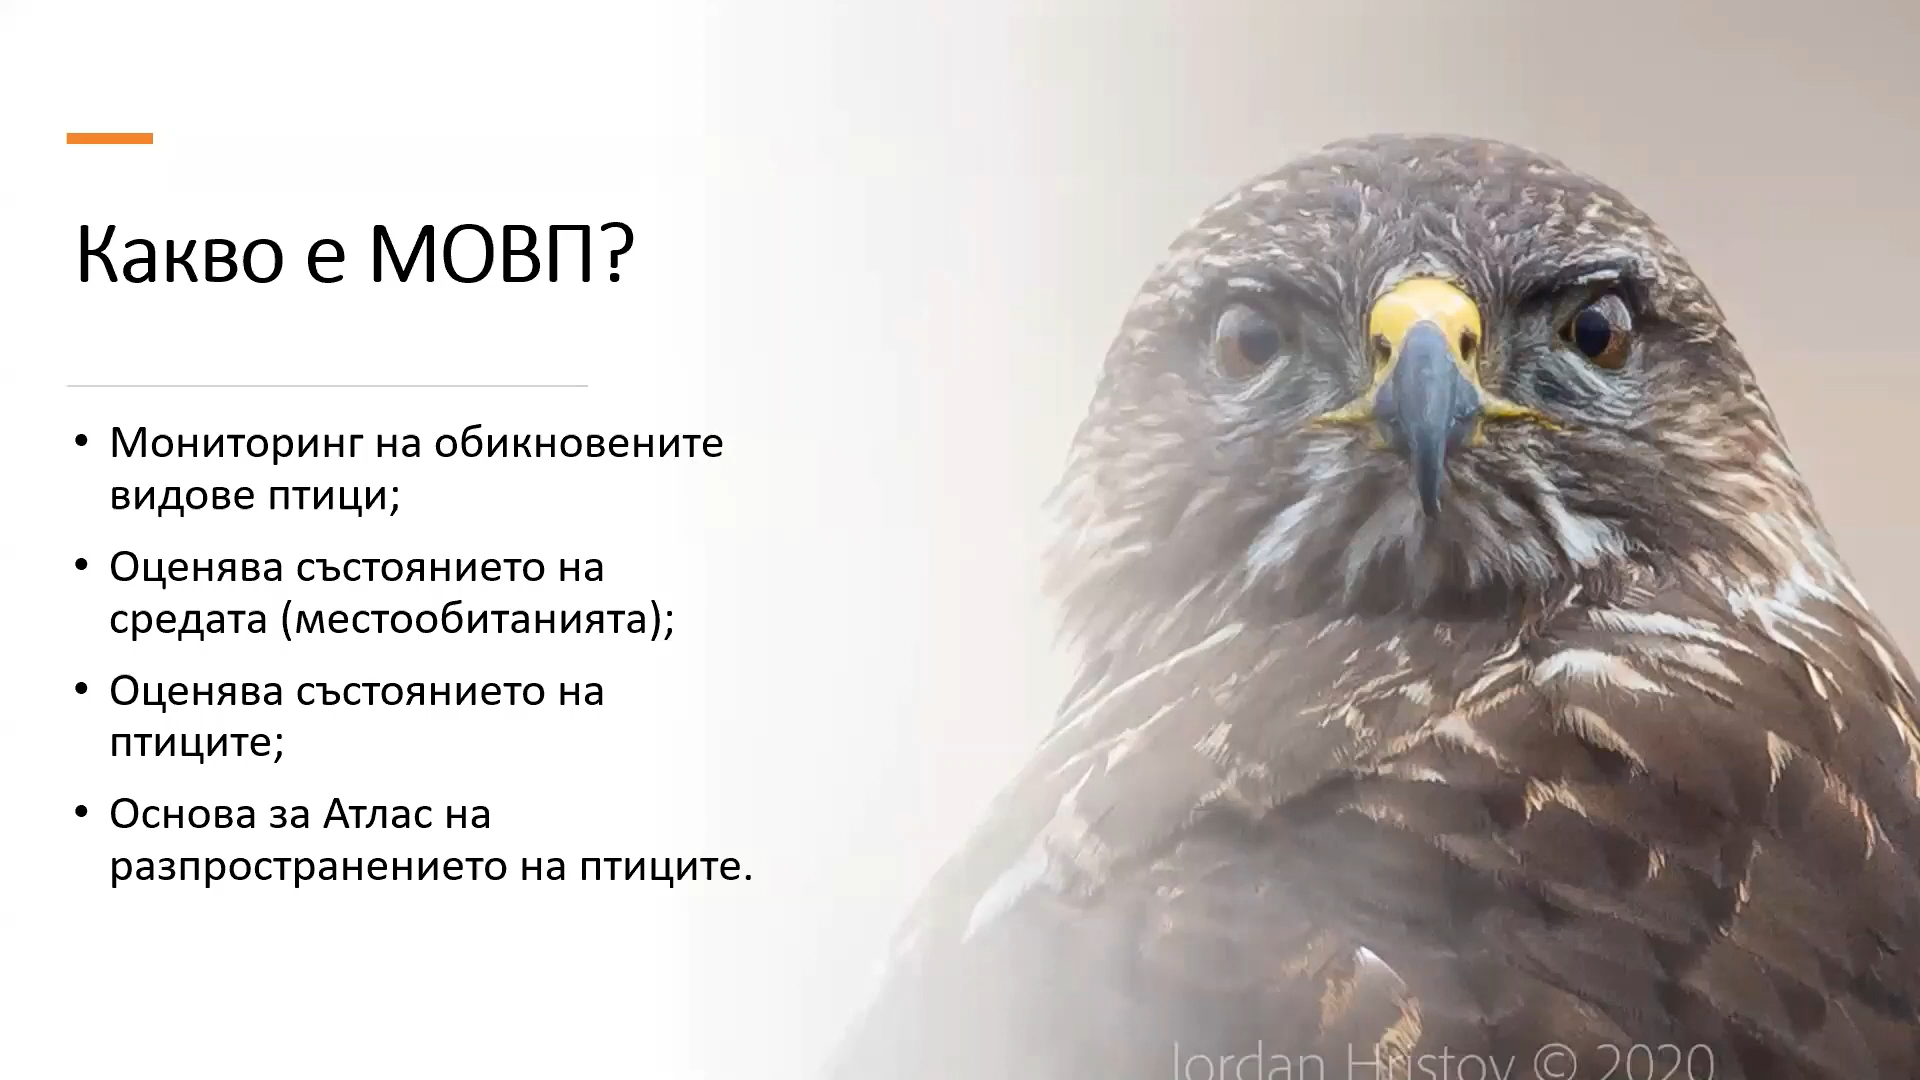 Какво е МОВП?
• Мониторинг на обикновените
видове птици;
• Оценява състоянието на
средата (местообитанията);
• Оценява състоянието на
птиците;
• Основа за Атлас на
разпространението на птиците.
Jordan Hristov © 2020